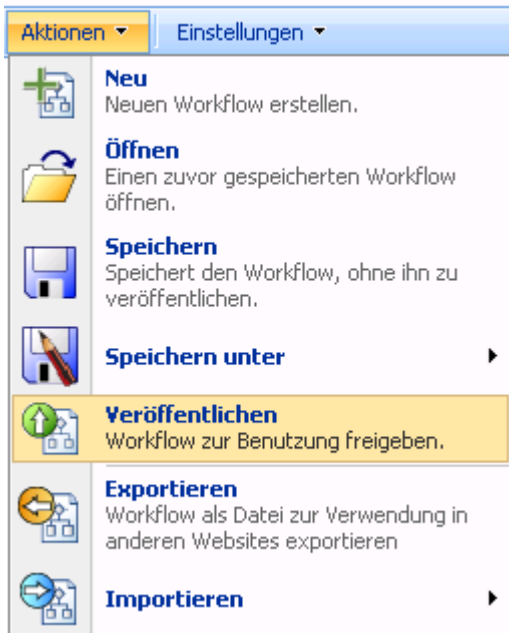 Aktionen Einstellungen
Neu
Neuen Workflow erstellen.
Öffnen
Einen zuvor gespeicherten Workflow
öffnen.
Speichern
Speichert den Workflow, ohne ihn zu
veröffentlichen.
Speichern unter
Veröffentlichen
Workflow zur Benutzung freigeben.
Exportieren
Workflow als Datei zur Verwendung in
anderen Websites exportieren
Importieren